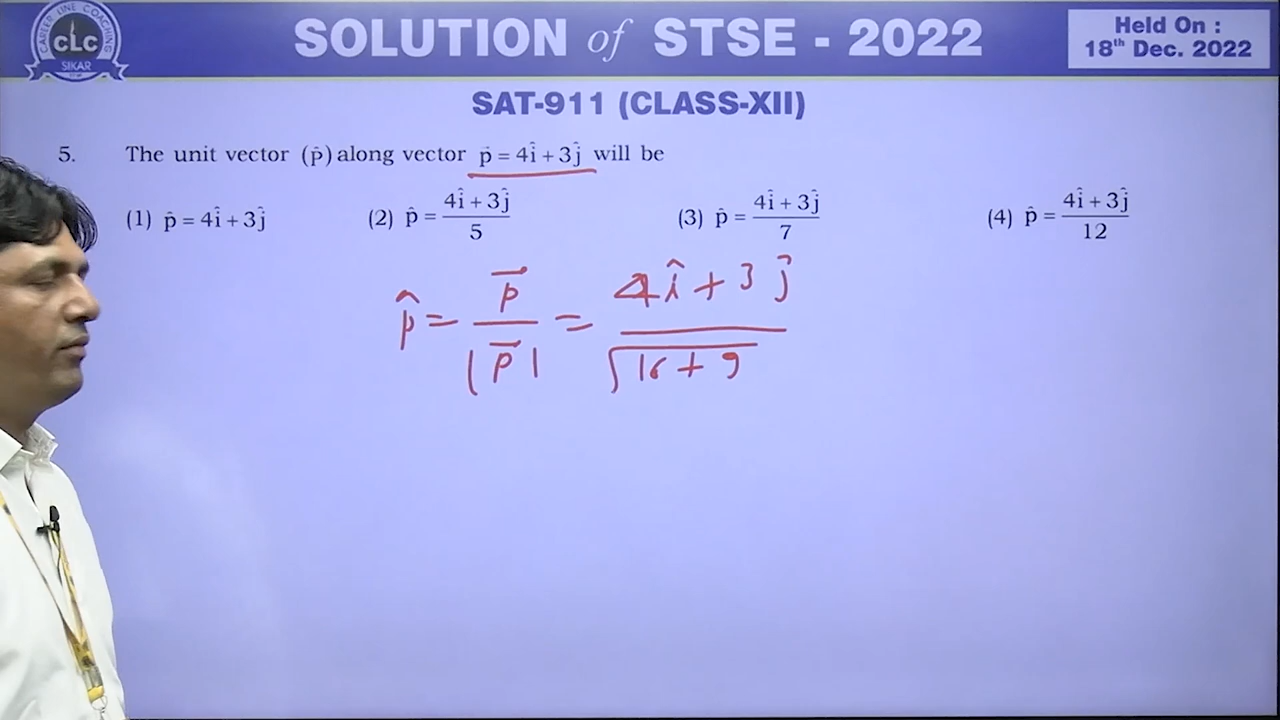 CAREER LINE COACHING
CLC
SIKAR
SOLUTION of STSE - 2022
Held On :
18th Dec. 2022
SAT-911 (CLASS-XII)
5. The unit vector (p̂) along vector p⃗ = 4î + 3ĵ will be
(1) p̂ = 4î + 3ĵ (2) p̂ = (4î + 3ĵ)/5 (3) p̂ = (4î + 3ĵ)/7 (4) p̂ = (4î + 3ĵ)/12
p̂ = p⃗/|p⃗| = (4î + 3ĵ)/√(16 + 9)